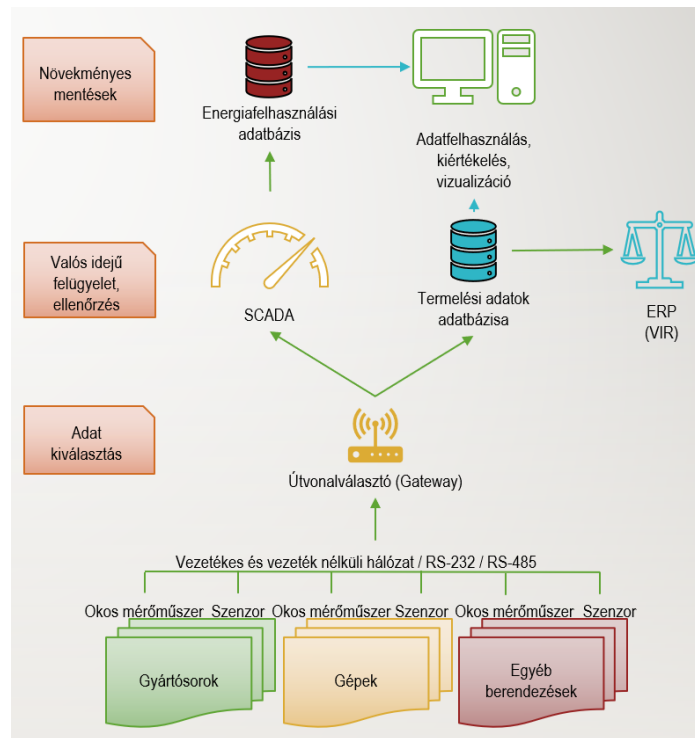 Növekményes
mentések
Energiafelhasználási
adatbázis
Adatfelhasználás,
kiértékelés,
vizualizáció
Valós idejű
felügyelet,
ellenőrzés
SCADA
Termelési adatok
adatbázisa
ERP
(VIR)
Adat
kiválasztás
Útvonalválasztó (Gateway)
Vezetékes és vezeték nélküli hálózat / RS-232 / RS-485
Okos mérőműszer Szenzor Okos mérőműszer Szenzor Okos mérőműszer Szenzor
Gyártósorok
Gépek
Egyéb
berendezések